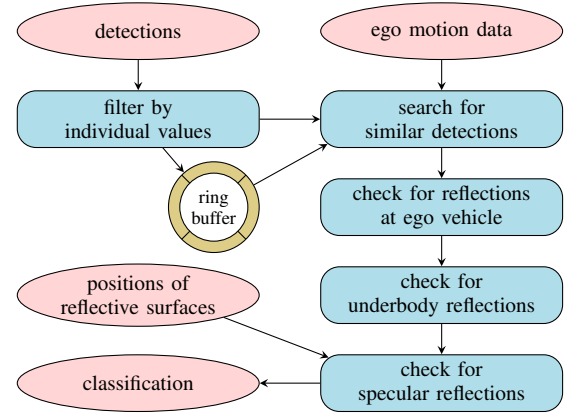 detections
ego motion data
filter by
individual values
search for
similar detections
ring
buffer
check for reflections
at ego vehicle
positions of
reflective surfaces
check for
underbody reflections
classification
check for
specular reflections